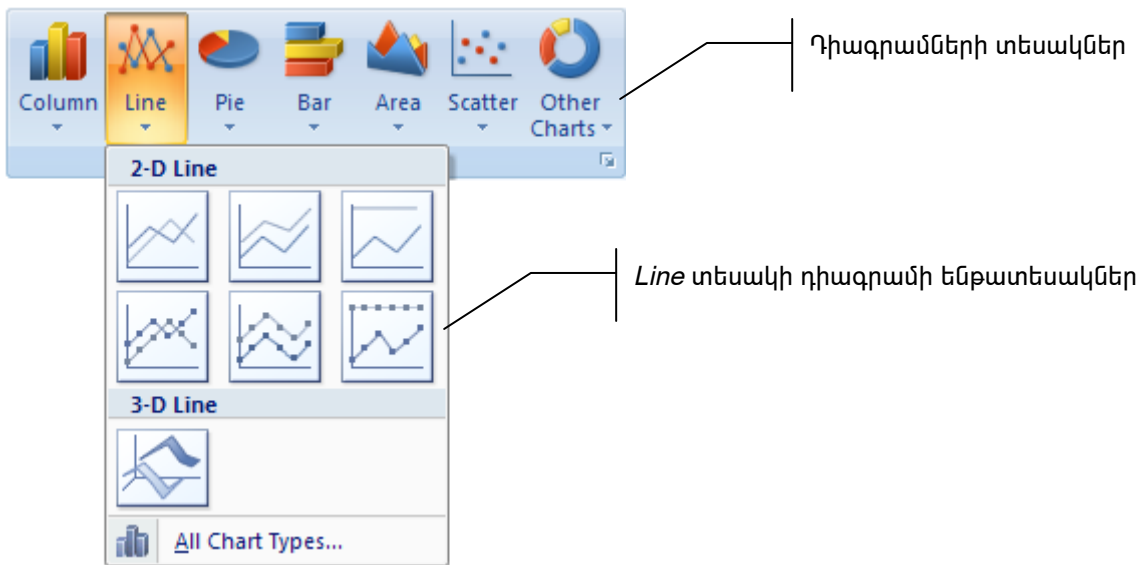 Column Line Pie Bar Area Scatter Other Charts
Դիագրամների տեսակներ
2-D Line
Line տեսակի դիագրամի ենթատեսակներ
3-D Line
All Chart Types...